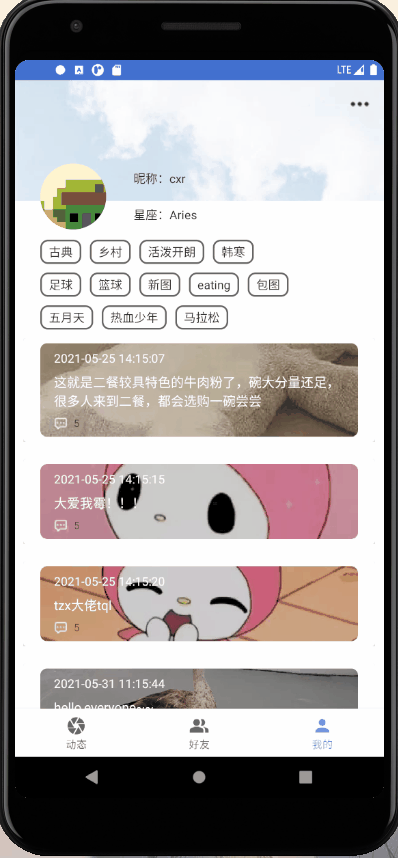 LTE
昵称：cxr
星座：Aries
古典 乡村 活泼开朗 韩寒
足球 篮球 新图 eating 包图
五月天 热血少年 马拉松
2021-05-25 14:15:07
这就是二餐较具特色的牛肉粉了，碗大分量还足，
很多人来到二餐，都会选购一碗尝尝
5
2021-05-25 14:15:15
大爱我霉！！！
5
2021-05-25 14:15:20
tzx大佬tql
5
2021-05-31 11:15:44
hello everyone
动态 好友 我的